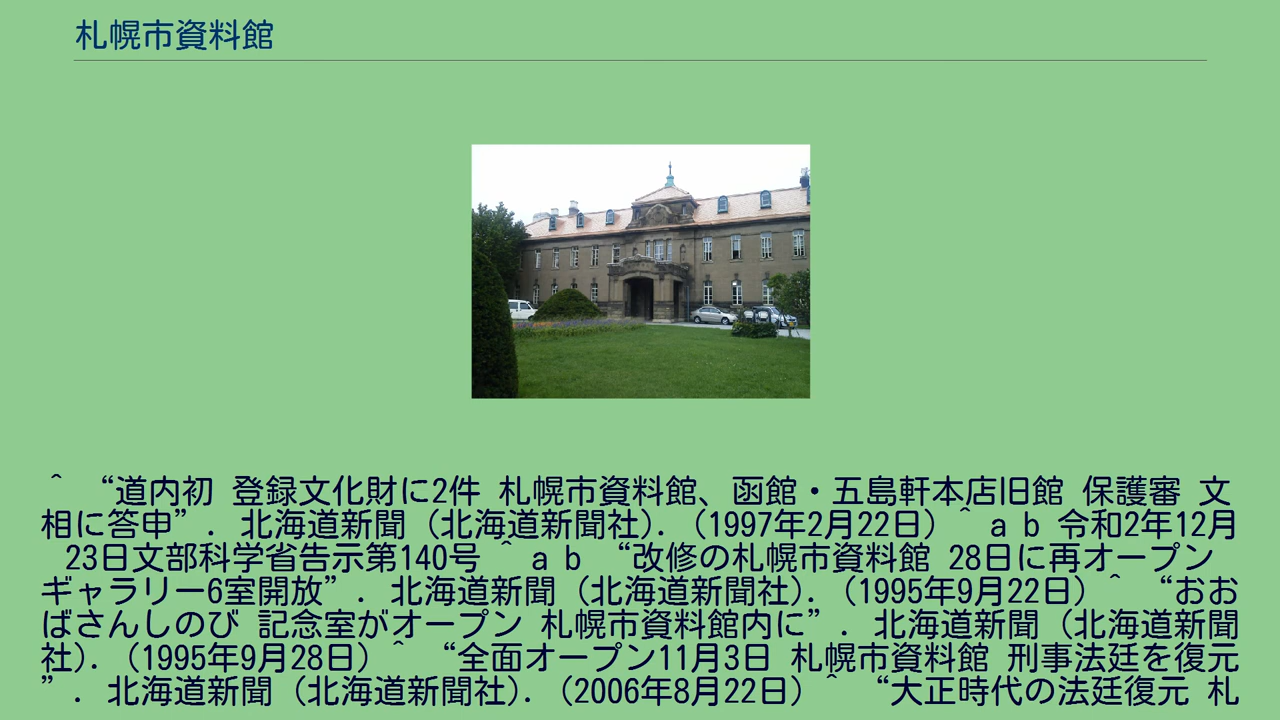 札幌市資料館
^ “道内初 登録文化財に2件 札幌市資料館、函館・五島軒本店旧館 保護審 文
相に答申”. 北海道新聞 (北海道新聞社). (1997年2月22日) ^ a b 令和2年12月
23日文部科学省告示第140号 ^ a b “改修の札幌市資料館 28日に再オープン
ギャラリー6室開放”. 北海道新聞 (北海道新聞社). (1995年9月22日) ^ “おお
ばさんしのび 記念室がオープン 札幌市資料館内に”. 北海道新聞 (北海道新聞
社). (1995年9月28日) ^ “全面オープン11月3日 札幌市資料館 刑事法廷を復元
”. 北海道新聞 (北海道新聞社). (2006年8月22日) ^ “大正時代の法廷復元 札